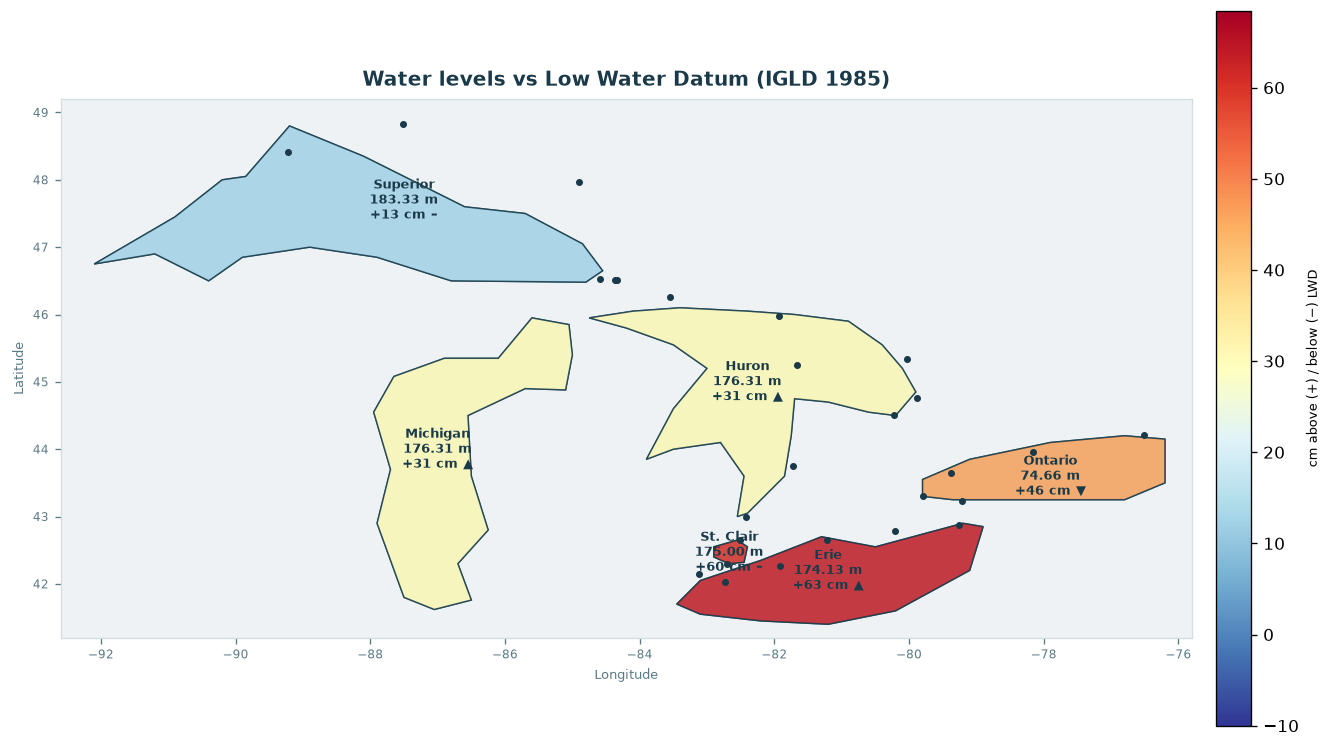 Water levels vs Low Water Datum (IGLD 1985)
49
48
47
46
45
44
43
42
Latitude
Superior
183.33 m
+13 cm –
Huron
176.31 m
+31 cm ▲
Michigan
176.31 m
+31 cm ▲
Ontario
74.66 m
+46 cm ▼
St. Clair
175.00 m
+60 cm –
Erie
174.13 m
+63 cm ▲
−92
−90
−88
−86
−84
−82
−80
−78
−76
Longitude
60
50
40
30
20
10
0
−10
cm above (+) / below (−) LWD